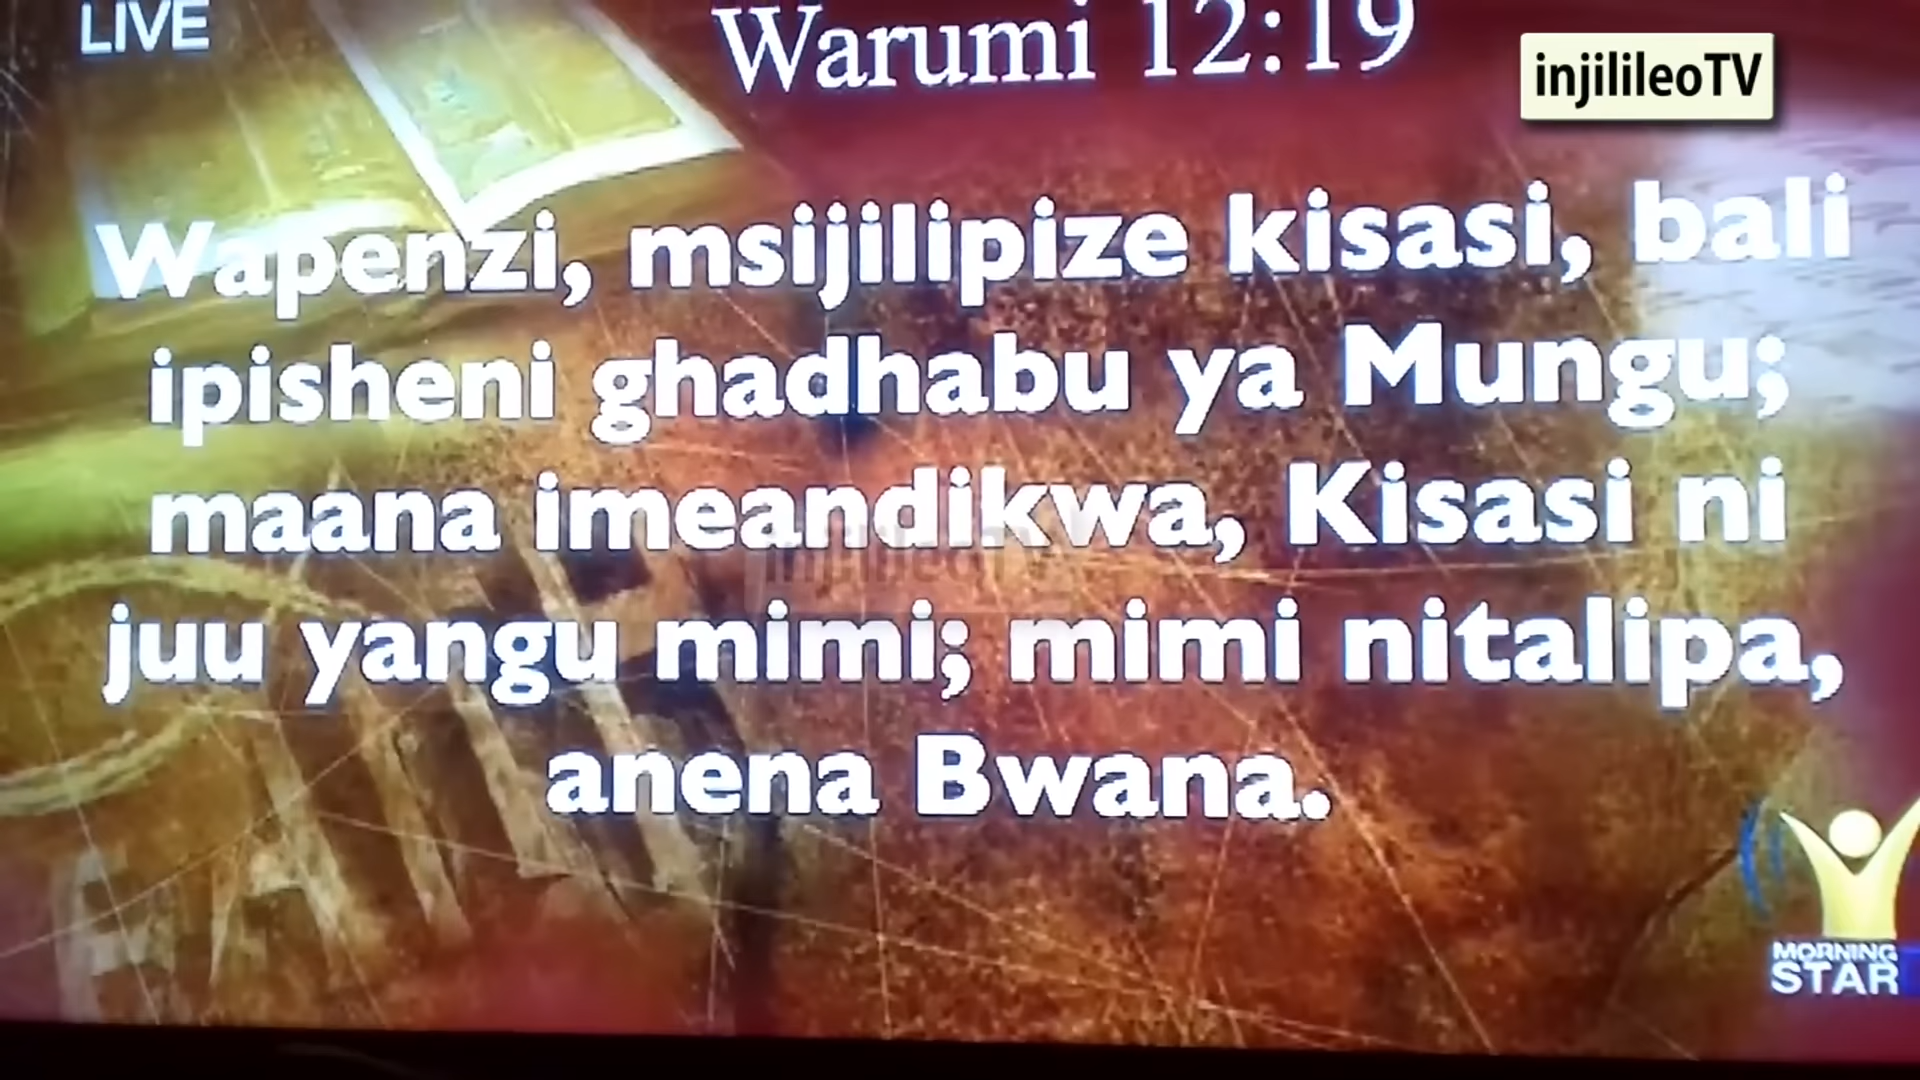 LIVE
Warumi 12:19
injilileoTV
Wapenzi, msijilipize kisasi, bali
ipisheni ghadhabu ya Mungu;
maana imeandikwa, Kisasi ni
juu yangu mimi; mimi nitalipa,
anena Bwana.
injilileoTV
MORNING
STAR